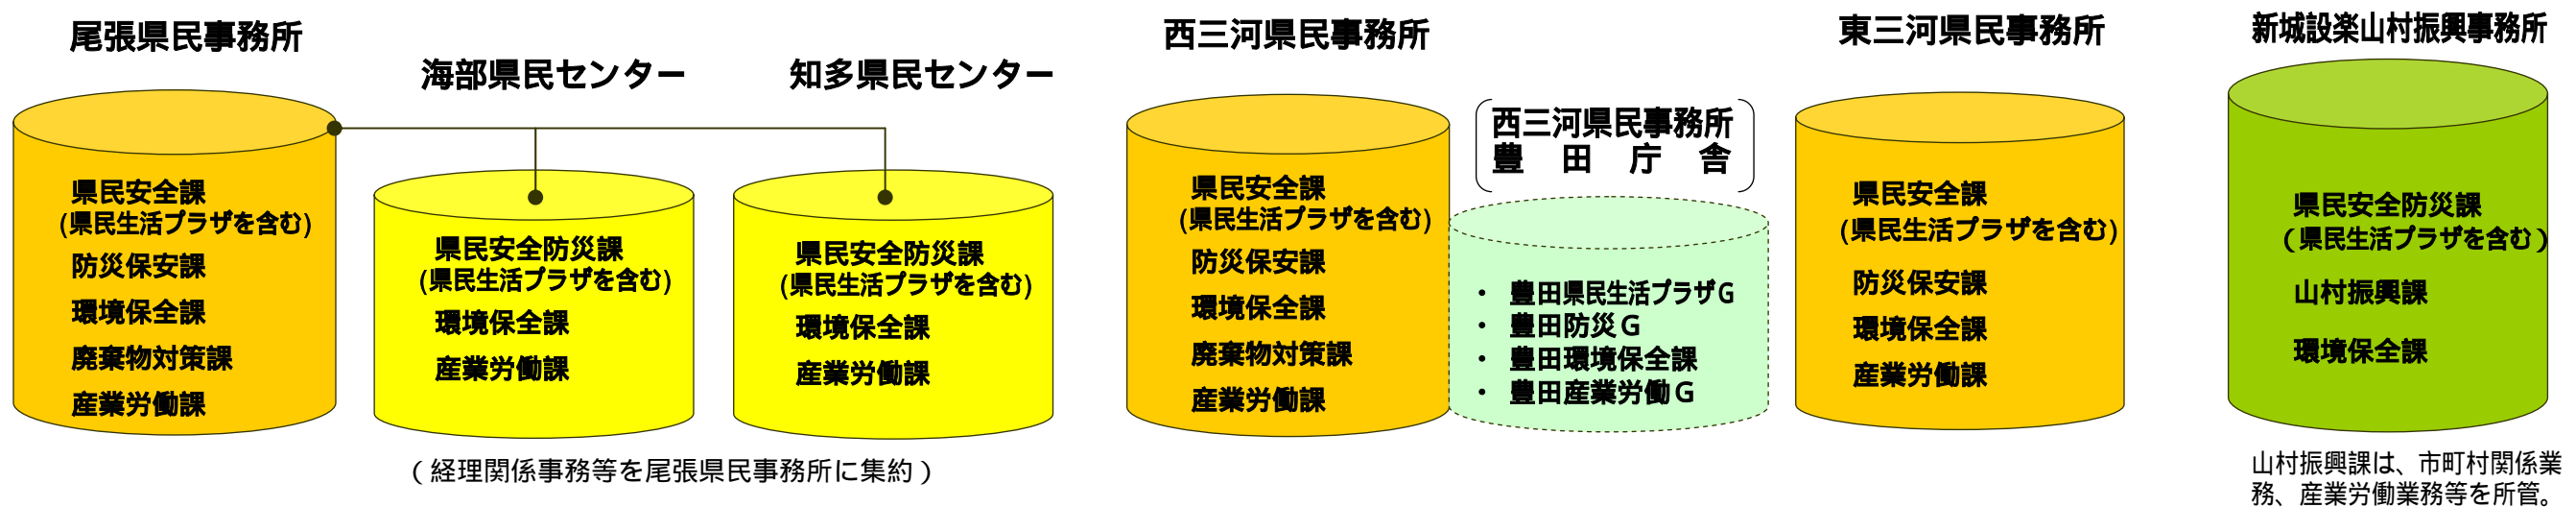 尾張県民事務所
海部県民センター
知多県民センター
県民安全課
(県民生活プラザを含む)
防災保安課
環境保全課
廃棄物対策課
産業労働課
県民安全防災課
(県民生活プラザを含む)
環境保全課
産業労働課
県民安全防災課
(県民生活プラザを含む)
環境保全課
産業労働課
（経理関係事務等を尾張県民事務所に集約）
西三河県民事務所
県民安全課
(県民生活プラザを含む)
防災保安課
環境保全課
廃棄物対策課
産業労働課
西三河県民事務所
豊田庁舎
・ 豊田県民生活プラザG
・ 豊田防災G
・ 豊田環境保全課
・ 豊田産業労働G
東三河県民事務所
県民安全課
(県民生活プラザを含む)
防災保安課
環境保全課
産業労働課
新城設楽山村振興事務所
県民安全防災課
（県民生活プラザを含む）
山村振興課
環境保全課
山村振興課は、市町村関係業
務、産業労働業務等を所管。